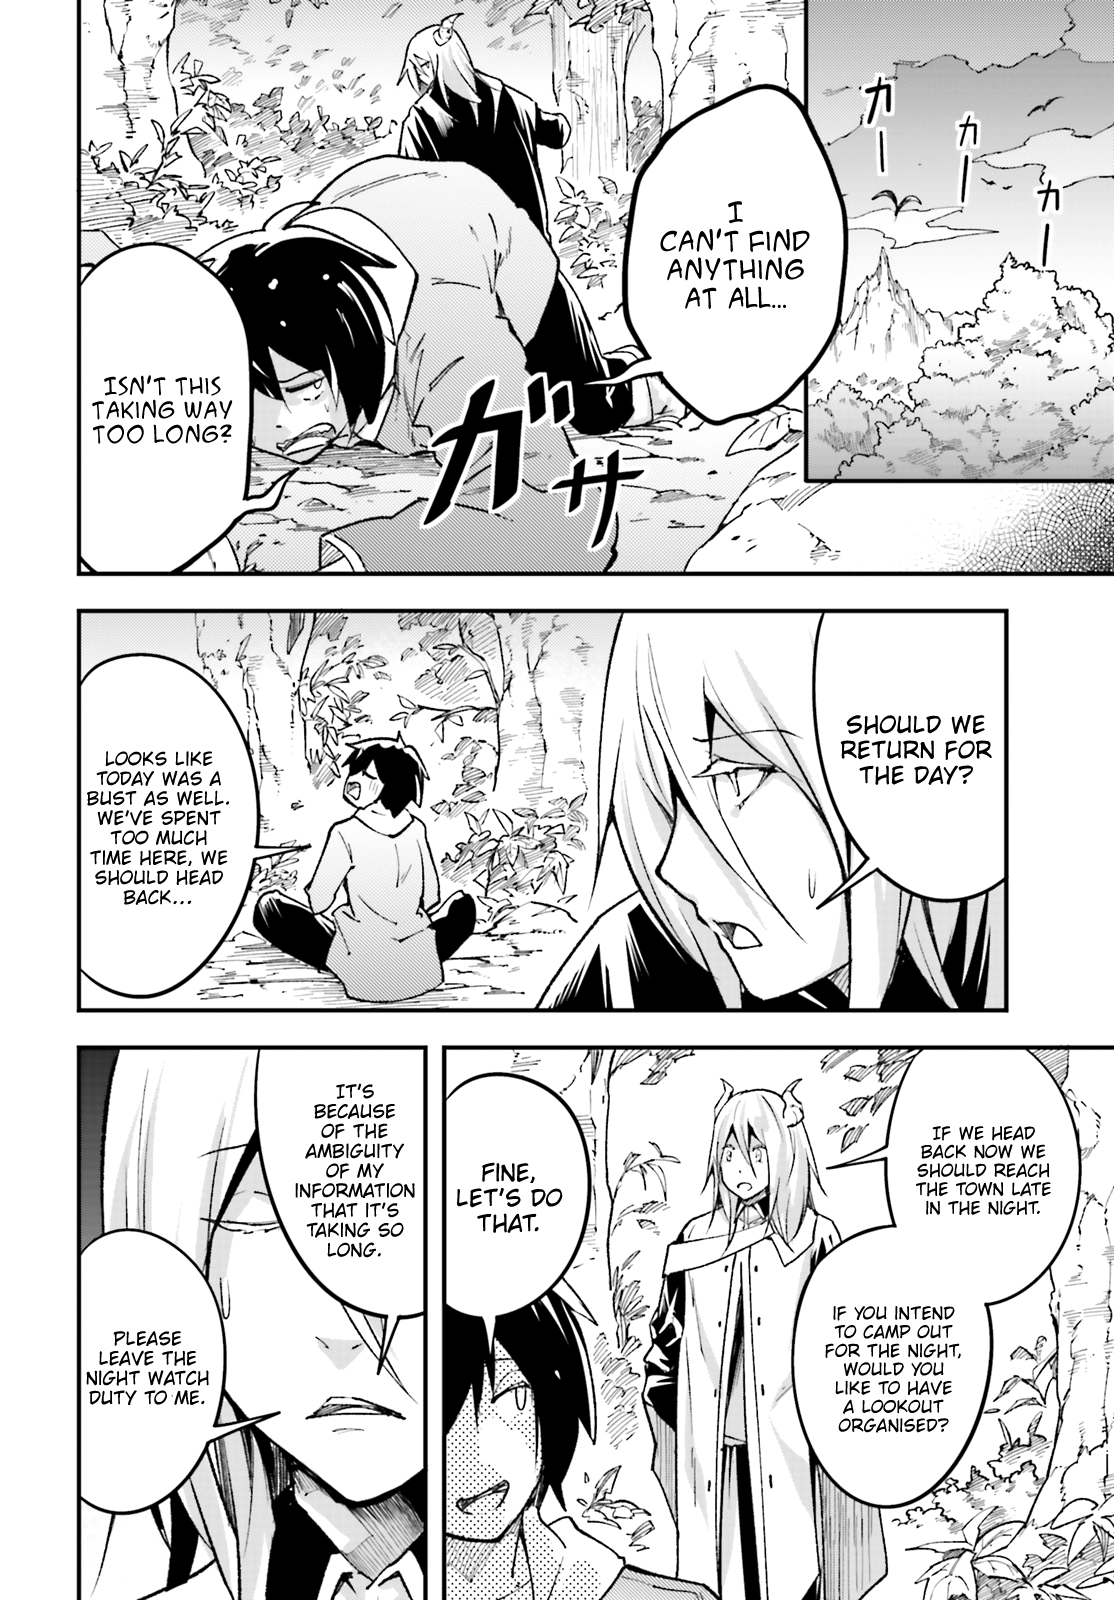 カー
カー
カー
I
CAN'T FIND
ANYTHING
AT ALL...
ガサ
ISN'T THIS
TAKING WAY
TOO LONG?
SHOULD WE
RETURN FOR
THE DAY?
LOOKS LIKE
TODAY WAS A
BUST AS WELL.
WE'VE SPENT
TOO MUCH
TIME HERE, WE
SHOULD HEAD
BACK...
IF WE HEAD
BACK NOW WE
SHOULD REACH
THE TOWN LATE
IN THE NIGHT.
IF YOU INTEND
TO CAMP OUT
FOR THE NIGHT,
WOULD YOU
LIKE TO HAVE
A LOOKOUT
ORGANISED?
FINE,
LET'S DO
THAT.
IT'S
BECAUSE
OF THE
AMBIGUITY
OF MY
INFORMATION
THAT IT'S
TAKING SO
LONG.
PLEASE
LEAVE THE
NIGHT WATCH
DUTY TO ME.